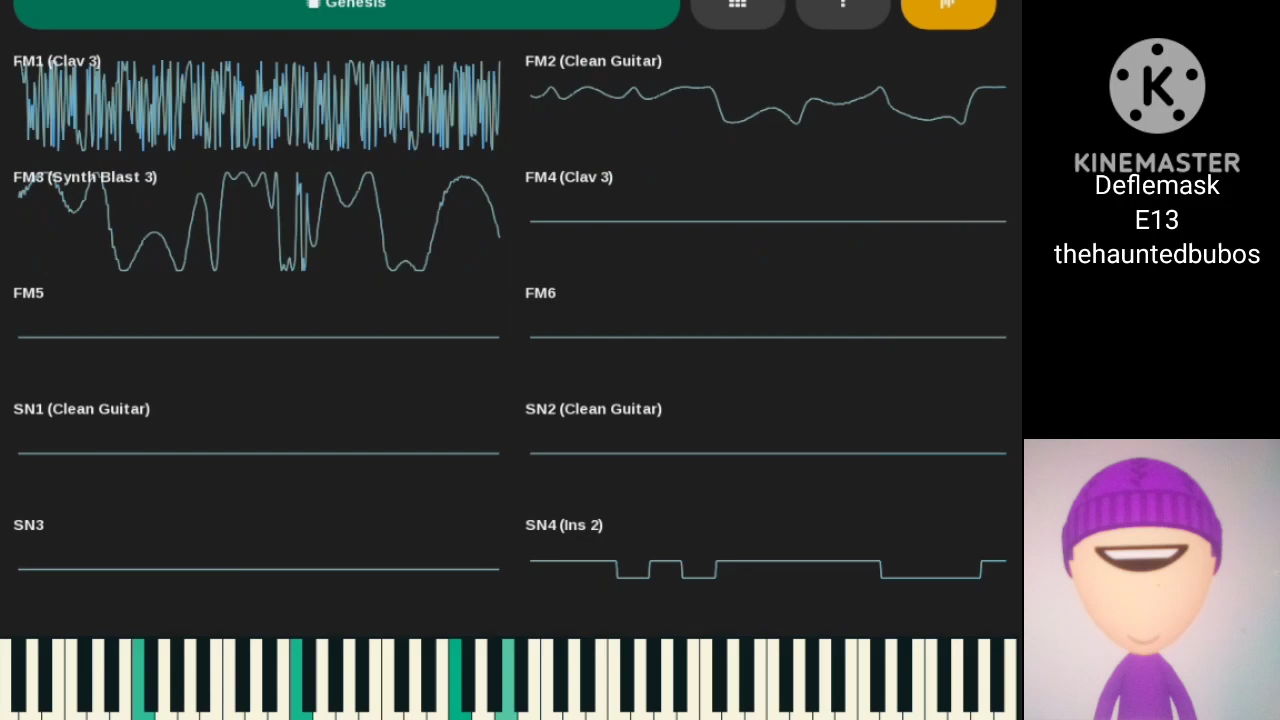 Genesis
FM1 (Clav 3)
FM2 (Clean Guitar)
FM3 (Synth Blast 3)
FM4 (Clav 3)
FM5
FM6
SN1 (Clean Guitar)
SN2 (Clean Guitar)
SN3
SN4 (Ins 2)
K
KINEMASTER
Deflemask
E13
thehauntedbubos